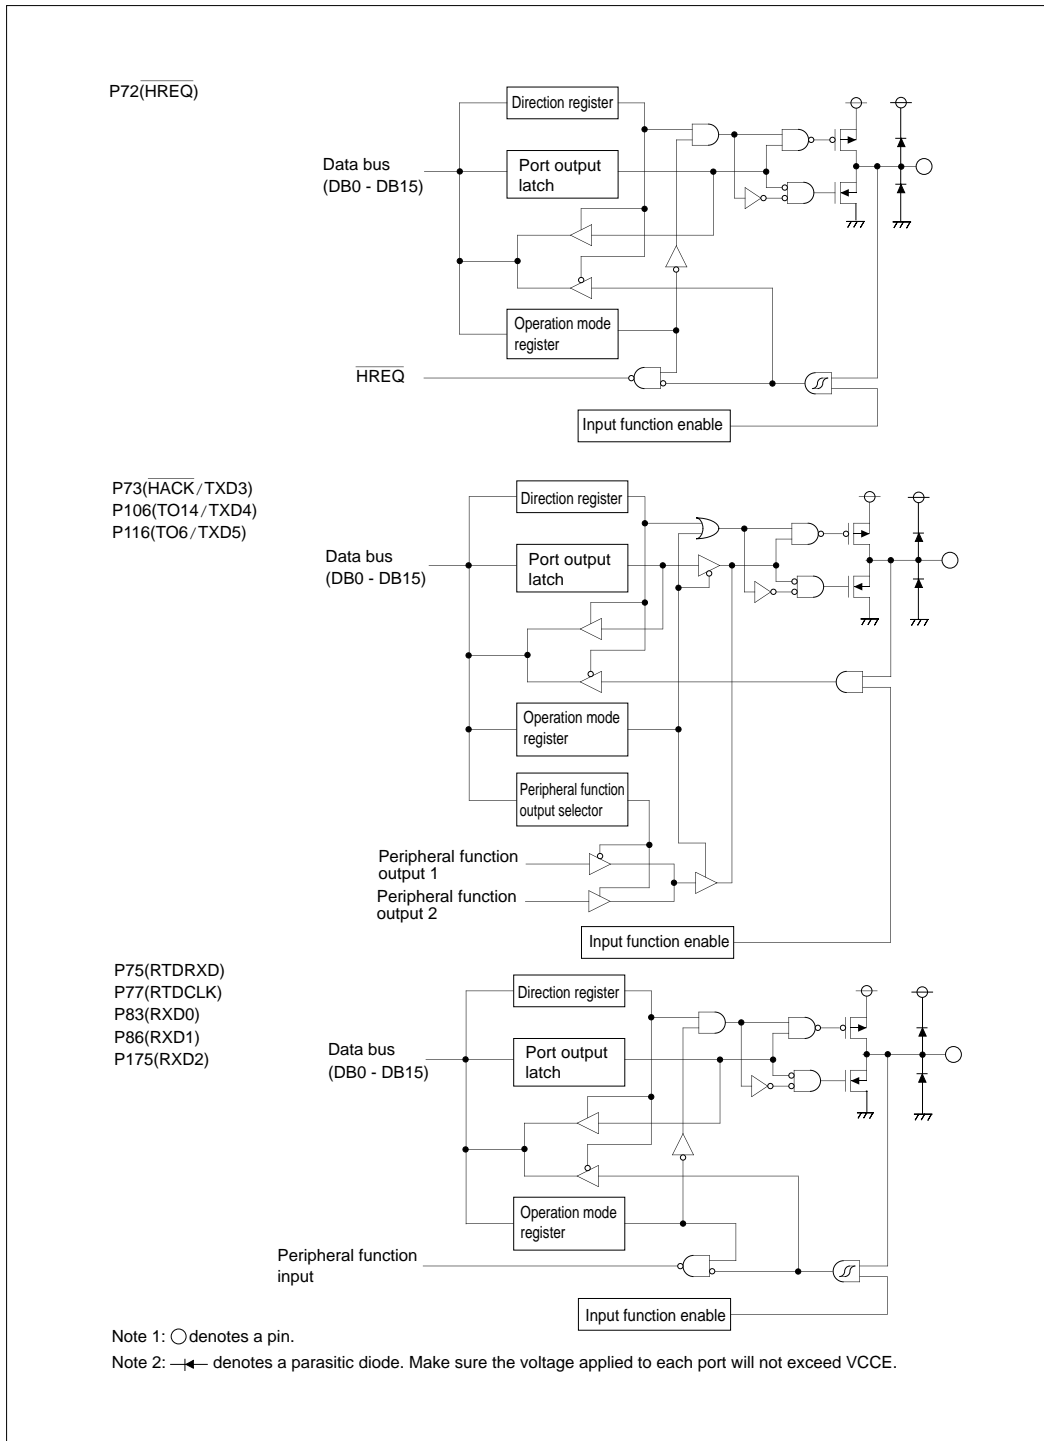 P72(HREQ)
Direction register
Data bus
(DB0 - DB15)
Port output
latch
Operation mode
register
HREQ
Input function enable
P73(HACK/TXD3)
P106(TO14/TXD4)
P116(TO6/TXD5)
Direction register
Data bus
(DB0 - DB15)
Port output
latch
Operation mode
register
Peripheral function
output selector
Peripheral function
output 1
Peripheral function
output 2
Input function enable
P75(RTDRXD)
P77(RTDCLK)
P83(RXD0)
P86(RXD1)
P175(RXD2)
Direction register
Data bus
(DB0 - DB15)
Port output
latch
Operation mode
register
Peripheral function
input
Input function enable
Note 1: ○ denotes a pin.
Note 2: denotes a parasitic diode. Make sure the voltage applied to each port will not exceed VCCE.